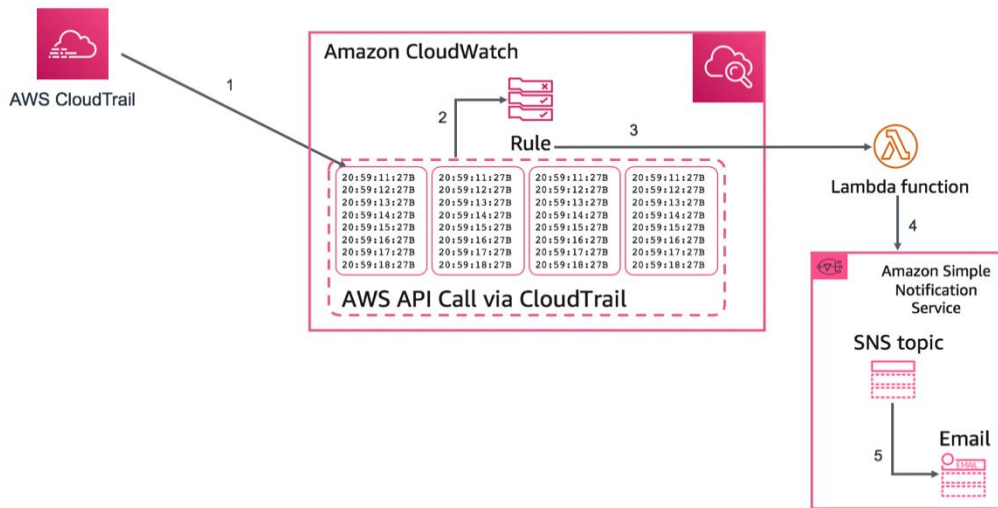 Amazon CloudWatch
AWS CloudTrail
1
2
Rule
3
Lambda function
4
20:59:11:27B 20:59:11:27B 20:59:11:27B 20:59:11:27B
20:59:12:27B 20:59:12:27B 20:59:12:27B 20:59:12:27B
20:59:13:27B 20:59:13:27B 20:59:13:27B 20:59:13:27B
20:59:14:27B 20:59:14:27B 20:59:14:27B 20:59:14:27B
20:59:15:27B 20:59:15:27B 20:59:15:27B 20:59:15:27B
20:59:16:27B 20:59:16:27B 20:59:16:27B 20:59:16:27B
20:59:17:27B 20:59:17:27B 20:59:17:27B 20:59:17:27B
20:59:18:27B 20:59:18:27B 20:59:18:27B 20:59:18:27B
AWS API Call via CloudTrail
Amazon Simple
Notification
Service
SNS topic
5
Email
EMAIL